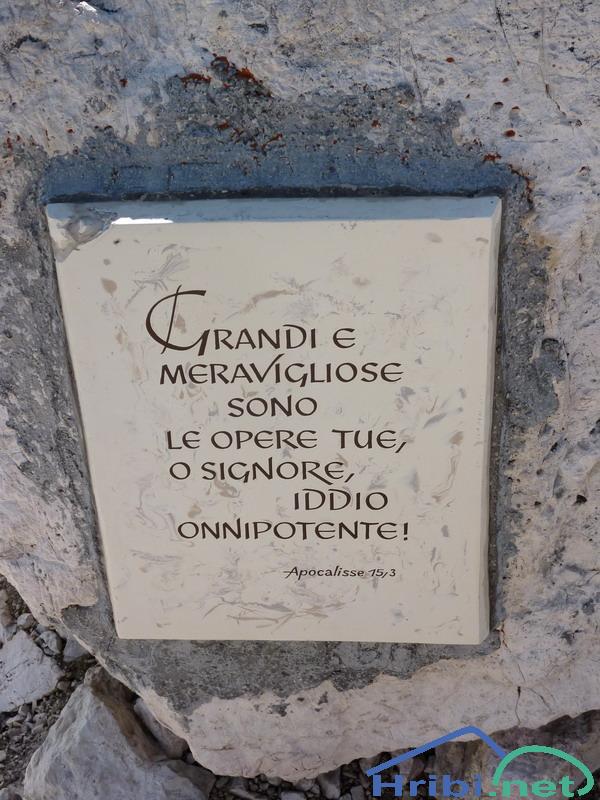 GRANDI E
MERAVIGLIOSE
SONO
LE OPERE TUE,
O SIGNORE,
IDDIO
ONNIPOTENTE!
Apocalisse 15,3
Hribi.net